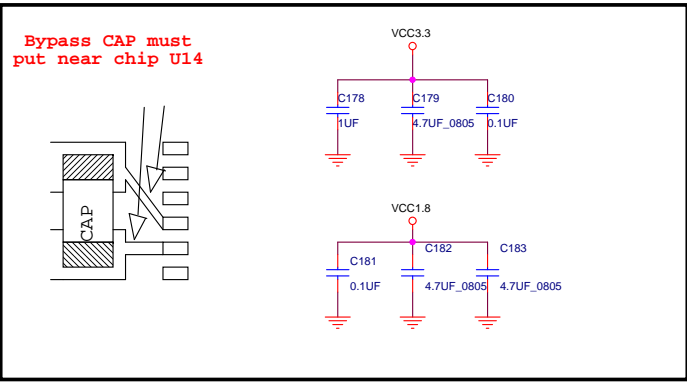 Bypass CAP must
put near chip U14
CAP
VCC3.3
C178
1UF
C179
4.7UF_0805
C180
0.1UF
VCC1.8
C181
0.1UF
C182
4.7UF_0805
C183
4.7UF_0805